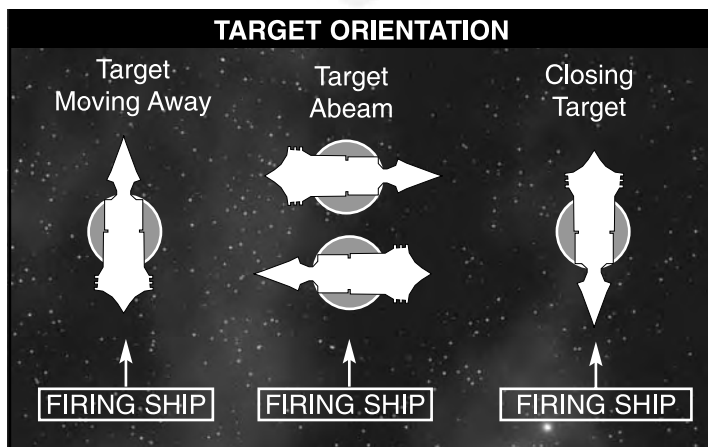 TARGET ORIENTATION
Target
Moving Away
Target
Abeam
Closing
Target
FIRING SHIP
FIRING SHIP
FIRING SHIP